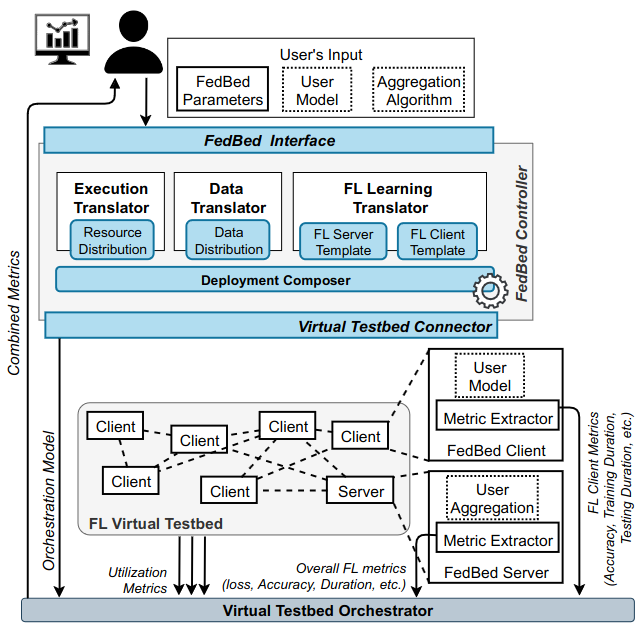 User's Input
FedBed
Parameters
User
Model
Aggregation
Algorithm
FedBed  Interface
Execution
Translator
Resource
Distribution
Data
Translator
Data
Distribution
FL Learning
Translator
FL Server
Template
FL Client
Template
Deployment Composer
FedBed Controller
Virtual Testbed Connector
Combined Metrics
Orchestration Model
Client
Client
Client
Client
Client
Client
Server
FL Virtual Testbed
User
Model
Metric Extractor
FedBed Client
User
Aggregation
Metric Extractor
FedBed Server
FL Client Metrics
(Accuracy, Training Duration,
Testing Duration, etc.)
Utilization
Metrics
Overall FL metrics
(loss, Accuracy, Duration, etc.)
Virtual Testbed Orchestrator